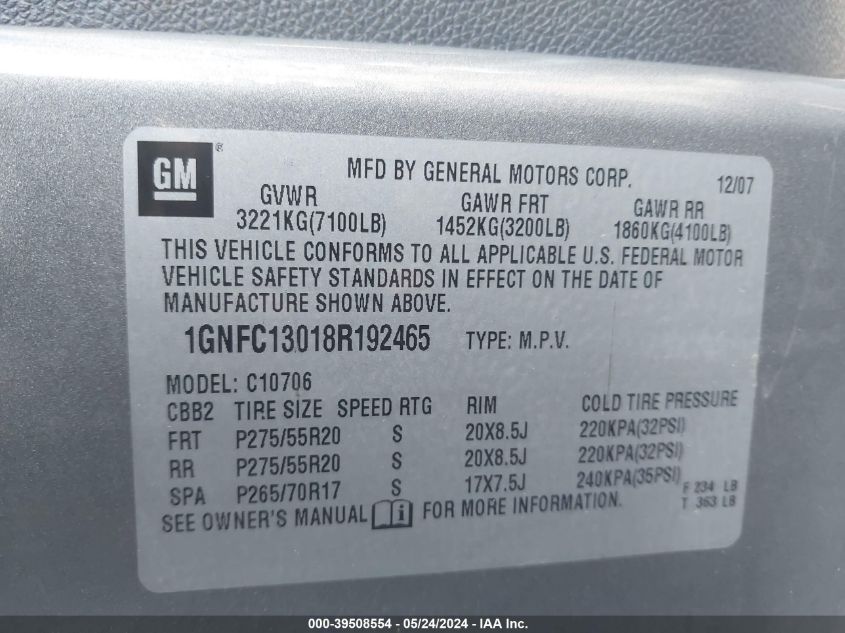 GM®
MFD BY GENERAL MOTORS CORP. 12/07
GVWR GAWR FRT GAWR RR
3221KG(7100LB) 1452KG(3200LB) 1860KG(4100LB)
THIS VEHICLE CONFORMS TO ALL APPLICABLE U.S. FEDERAL MOTOR
VEHICLE SAFETY STANDARDS IN EFFECT ON THE DATE OF
MANUFACTURE SHOWN ABOVE.
1GNFC13018R192465 TYPE: M.P.V.
MODEL: C10706
CBB2 TIRE SIZE SPEED RTG RIM COLD TIRE PRESSURE
FRT P275/55R20 S 20X8.5J 220KPA(32PSI)
RR P275/55R20 S 20X8.5J 220KPA(32PSI)
SPA P265/70R17 S 17X7.5J 240KPA(35PSI) F 234 LB
SEE OWNER'S MANUAL i FOR MORE INFORMATION. T 363 LB
000-39508554 - 05/24/2024 - IAA Inc.